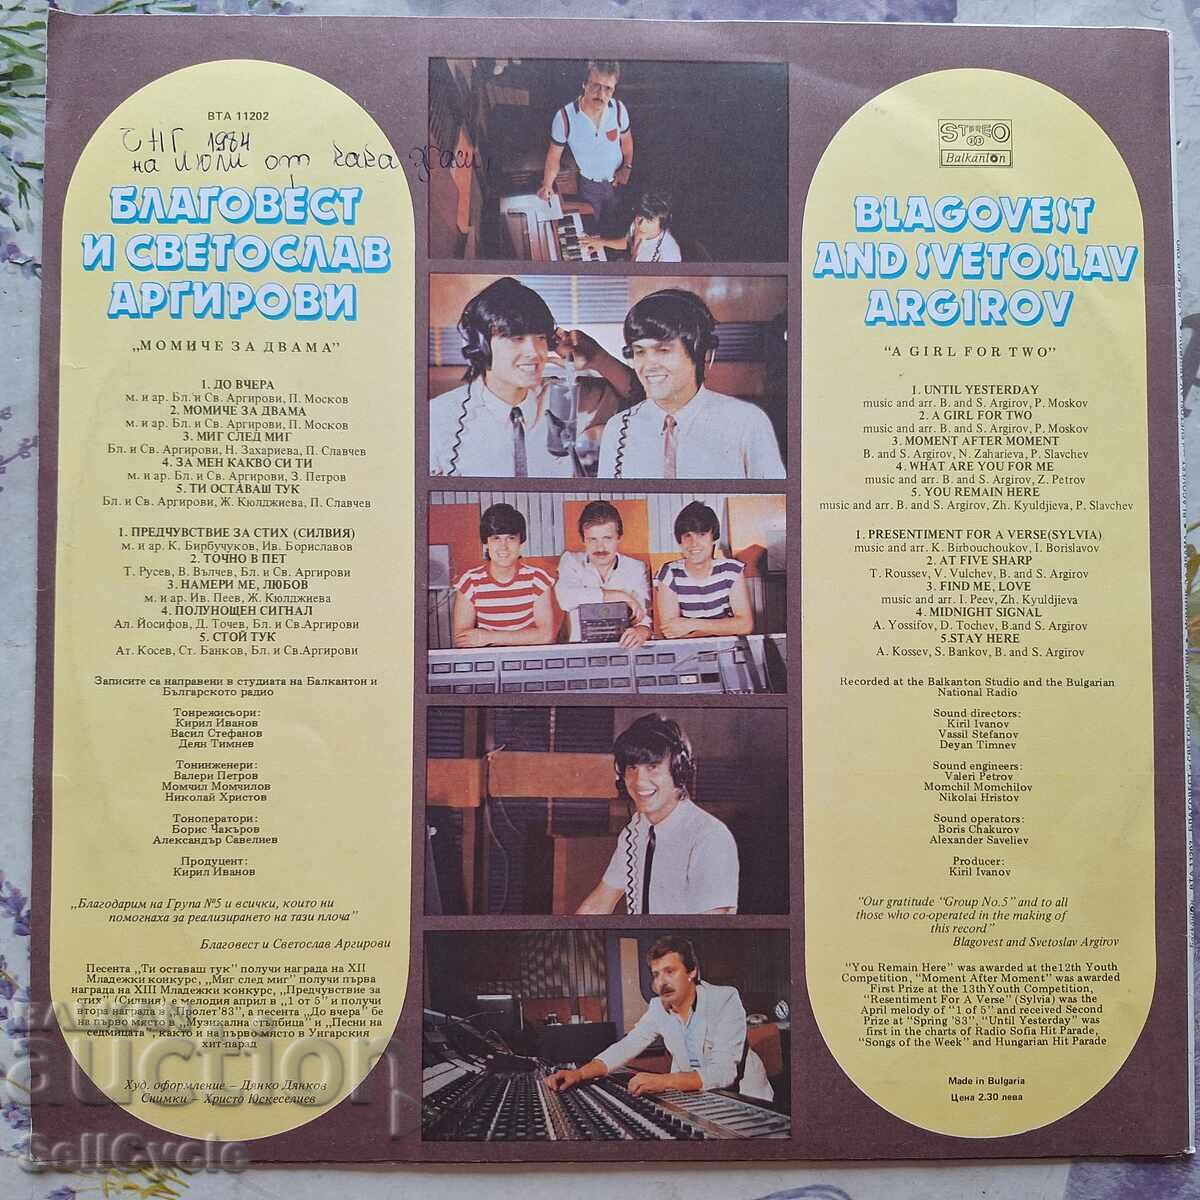 BTA 11202
ЧНГ 1984
на Юли от кака
БЛАГОВЕСТ
И СВЕТОСЛАВ
АРГИРОВИ
„МОМИЧЕ ЗА ДВАМА"
1. ДО ВЧЕРА
м. и ар. Бл. и Св. Аргирови, П. Москов
2. МОМИЧЕ ЗА ДВАМА
м. и ар. Бл. и Св. Аргирови, П. Москов
3. МИГ СЛЕД МИГ
Бл. и Св. Аргирови, Н. Захариева, П. Славчев
4. ЗА МЕН КАКВО СИ ТИ
м. и ар. Бл. и Св. Аргирови, З. Петров
5. ТИ ОСТАВАШ ТУК
Бл. и Св. Аргирови, Ж. Кюлджиева, П. Славчев
1. ПРЕДЧУВСТВИЕ ЗА СТИХ (СИЛВИЯ)
м. и ар. К. Бирбучуков, Ив. Бориславов
2. ТОЧНО В ПЕТ
Т. Русев, В. Вълчев, Бл. и Св. Аргирови
3. НАМЕРИ МЕ, ЛЮБОВ
м. и ар. Ив. Пеев, Ж. Кюлджиева
4. ПОЛУНОЩЕН СИГНАЛ
Ал. Йосифов, Д. Точев, Бл. и Св.Аргирови
5. СТОЙ ТУК
Ат. Косев, Ст. Банков, Бл. и Св.Аргирови
Записите са направени в студиата на Балкантон и
Българското радио
Тонрежисьори:
Кирил Иванов
Васил Стефанов
Деян Тимнев
Тонинженери:
Валери Петров
Момчил Момчилов
Николай Христов
Тоноператори:
Борис Чакъров
Александър Савелиев
Продуцент:
Кирил Иванов
„Благодарим на Група №5 и всички, които ни
помогнаха за реализирането на тази плоча"
Благовест и Светослав Аргирови
Песента „Ти оставаш тук" получи награда на XII
Младежки конкурс, „Миг след миг" получи първа
награда на XIII Младежки конкурс, „Предчувствие за
стих" (Силвия) а мелодия април в „1 от 5" и получи
втора награда в „Пролет '83", а песента „До вчера" бе
на първо място в „Музикална стълбица" и „Песни на
седмицата", както и на първо място в Унгарския
хит-парад
Худ. оформление – Дянко Дянков
Снимки – Христо Юскеселиев
STEREO
33
Balkanton
BLAGOVEST
AND SVETOSLAV
ARGIROV
"A GIRL FOR TWO"
1. UNTIL YESTERDAY
music and arr. B. and S. Argirov, P. Moskov
2. A GIRL FOR TWO
music and arr. B. and S. Argirov, P. Moskov
3. MOMENT AFTER MOMENT
B. and S. Argirov, N. Zaharieva, P. Slavchev
4. WHAT ARE YOU FOR ME
music and arr. B. and S. Argirov, Z. Petrov
5. YOU REMAIN HERE
music and arr. B. and S. Argirov, Zh. Kyuldjieva, P. Slavchev
1. PRESENTIMENT FOR A VERSE(SYLVIA)
music and arr. K. Birbouchoukov, I. Borislavov
2. AT FIVE SHARP
T. Roussev, V. Vulchev, B. and S. Argirov
3. FIND ME, LOVE
music and arr. I. Peev, Zh. Kyuldjieva
4. MIDNIGHT SIGNAL
A. Yossifov, D. Tochev, B.and S. Argirov
5.STAY HERE
A. Kossev, S. Bankov, B. and S. Argirov
Recorded at the Balkanton Studio and the Bulgarian
National Radio
Sound directors:
Kiril Ivanov
Vassil Stefanov
Deyan Timnev
Sound engineers:
Valeri Petrov
Momchil Momchilov
Nikolai Hristov
Sound operators:
Boris Chakurov
Alexander Saveliev
Producer:
Kiril Ivanov
"Our gratitude "Group No.5" and to all
those who co-operated in the making of
this record"
Blagovest and Svetoslav Argirov
"You Remain Here" was awarded at the12th Youth
Competition, "Moment After Moment" was awarded
First Prize at the 13thYouth Competition,
"Resentiment For A Verse" (Sylvia) was the
April melody of "1 of 5" and received Second
Prize at "Spring '83", "Until Yesterday" was
first in the charts of Radio Sofia Hit Parade,
"Songs of the Week" and Hungarian Hit Parade
Made in Bulgaria
Цена 2.30 лева
auction
SellCycle